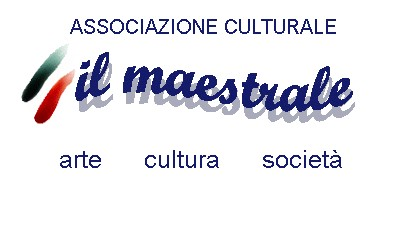 ASSOCIAZIONE CULTURALE
il maestrale
arte cultura società